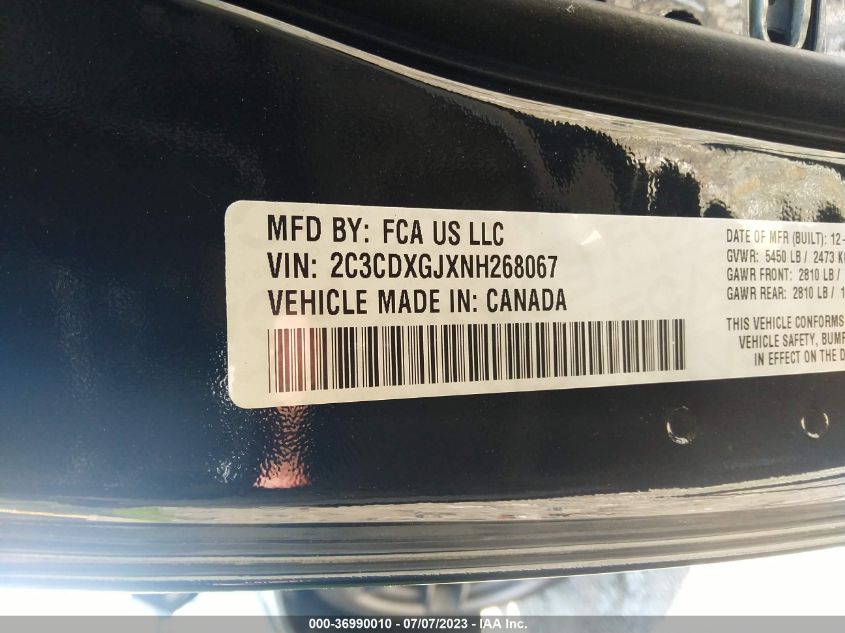 MFD BY: FCA US LLC
VIN: 2C3CDXGJXNH268067
VEHICLE MADE IN: CANADA
DATE OF MFR (BUILT): 12-
GVWR: 5450 LB / 2473 K
GAWR FRONT: 2810 LB /
GAWR REAR: 2810 LB / 1
THIS VEHICLE CONFORMS
VEHICLE SAFETY, BUMP
IN EFFECT ON THE D
000-36990010 - 07/07/2023 - © IAA Inc.